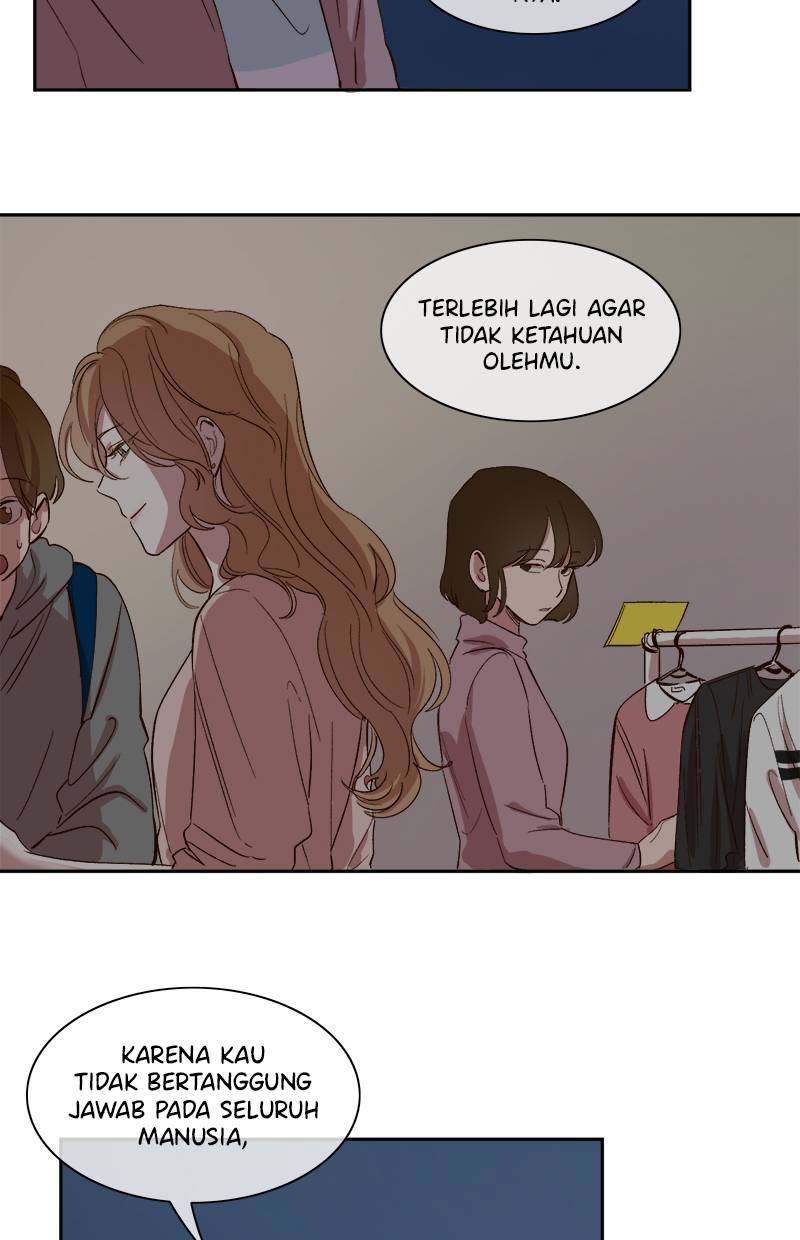 TERLEBIH LAGI AGAR
TIDAK KETAHUAN
OLEHMU.
KARENA KAU
TIDAK BERTANGGUNG
JAWAB PADA SELURUH
MANUSIA,